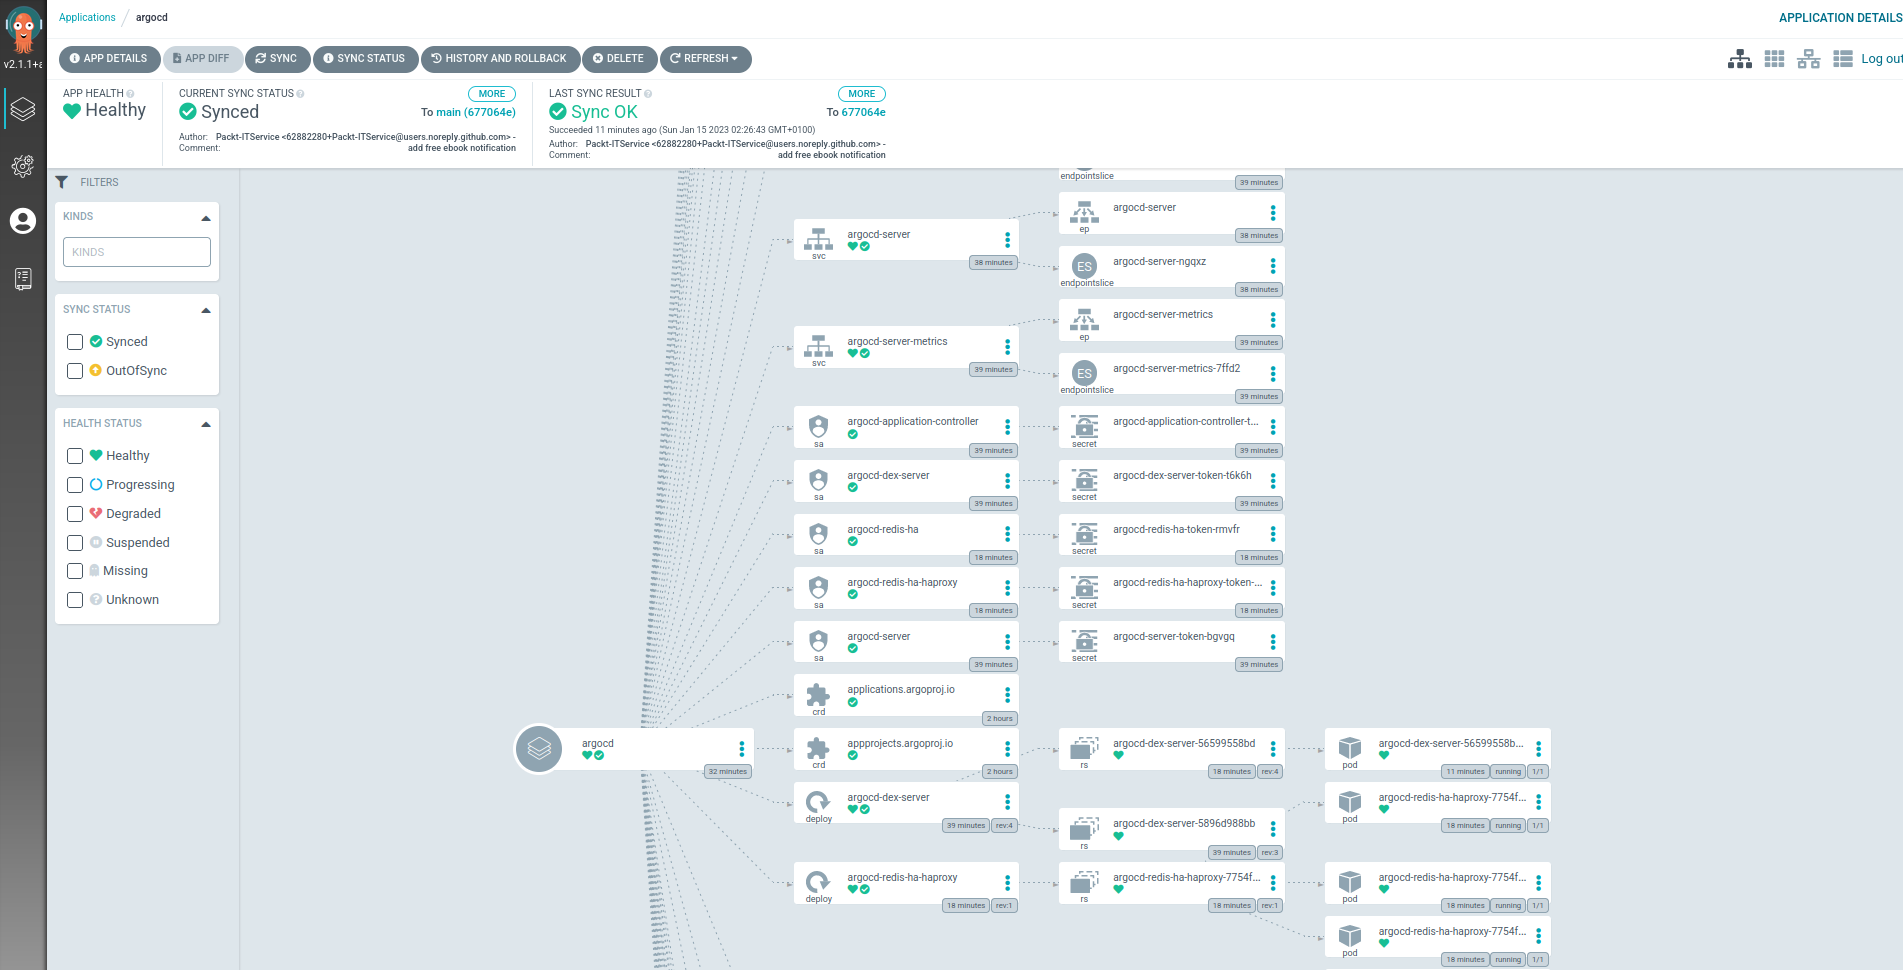 Applications / argocd
APPLICATION DETAILS
v2.1.1+
APP DETAILS
APP DIFF
SYNC
SYNC STATUS
HISTORY AND ROLLBACK
DELETE
REFRESH
Log out
APP HEALTH
Healthy
CURRENT SYNC STATUS
MORE
Synced
To main (677064e)
Author: Packt-ITService <62882280+Packt-ITService@users.noreply.github.com> -
Comment: add free ebook notification
LAST SYNC RESULT
MORE
Sync OK
To 677064e
Succeeded 11 minutes ago (Sun Jan 15 2023 02:26:43 GMT+0100)
Author: Packt-ITService <62882280+Packt-ITService@users.noreply.github.com> -
Comment: add free ebook notification
FILTERS
KINDS
KINDS
SYNC STATUS
Synced
OutOfSync
HEALTH STATUS
Healthy
Progressing
Degraded
Suspended
Missing
Unknown
argocd
32 minutes
argocd-server
svc
38 minutes
argocd-server-metrics
svc
39 minutes
argocd-application-controller
sa
39 minutes
argocd-dex-server
sa
39 minutes
argocd-redis-ha
sa
18 minutes
argocd-redis-ha-haproxy
sa
18 minutes
argocd-server
sa
39 minutes
applications.argoproj.io
crd
2 hours
appprojects.argoproj.io
crd
2 hours
argocd-dex-server
deploy
39 minutes rev:4
argocd-redis-ha-haproxy
deploy
18 minutes rev:1
endpointslice
39 minutes
argocd-server
ep
38 minutes
argocd-server-ngqxz
ES
endpointslice
38 minutes
argocd-server-metrics
ep
39 minutes
argocd-server-metrics-7ffd2
ES
endpointslice
39 minutes
argocd-application-controller-t...
secret
39 minutes
argocd-dex-server-token-t6k6h
secret
39 minutes
argocd-redis-ha-token-rmvfr
secret
18 minutes
argocd-redis-ha-haproxy-token-...
secret
18 minutes
argocd-server-token-bgvgq
secret
39 minutes
argocd-dex-server-56599558bd
rs
18 minutes rev:4
argocd-dex-server-5896d988bb
rs
39 minutes rev:3
argocd-redis-ha-haproxy-7754f...
rs
18 minutes rev:1
argocd-dex-server-56599558b...
pod
11 minutes running 1/1
argocd-redis-ha-haproxy-7754f...
pod
18 minutes running 1/1
argocd-redis-ha-haproxy-7754f...
pod
18 minutes running 1/1
argocd-redis-ha-haproxy-7754f...
pod
18 minutes running 1/1